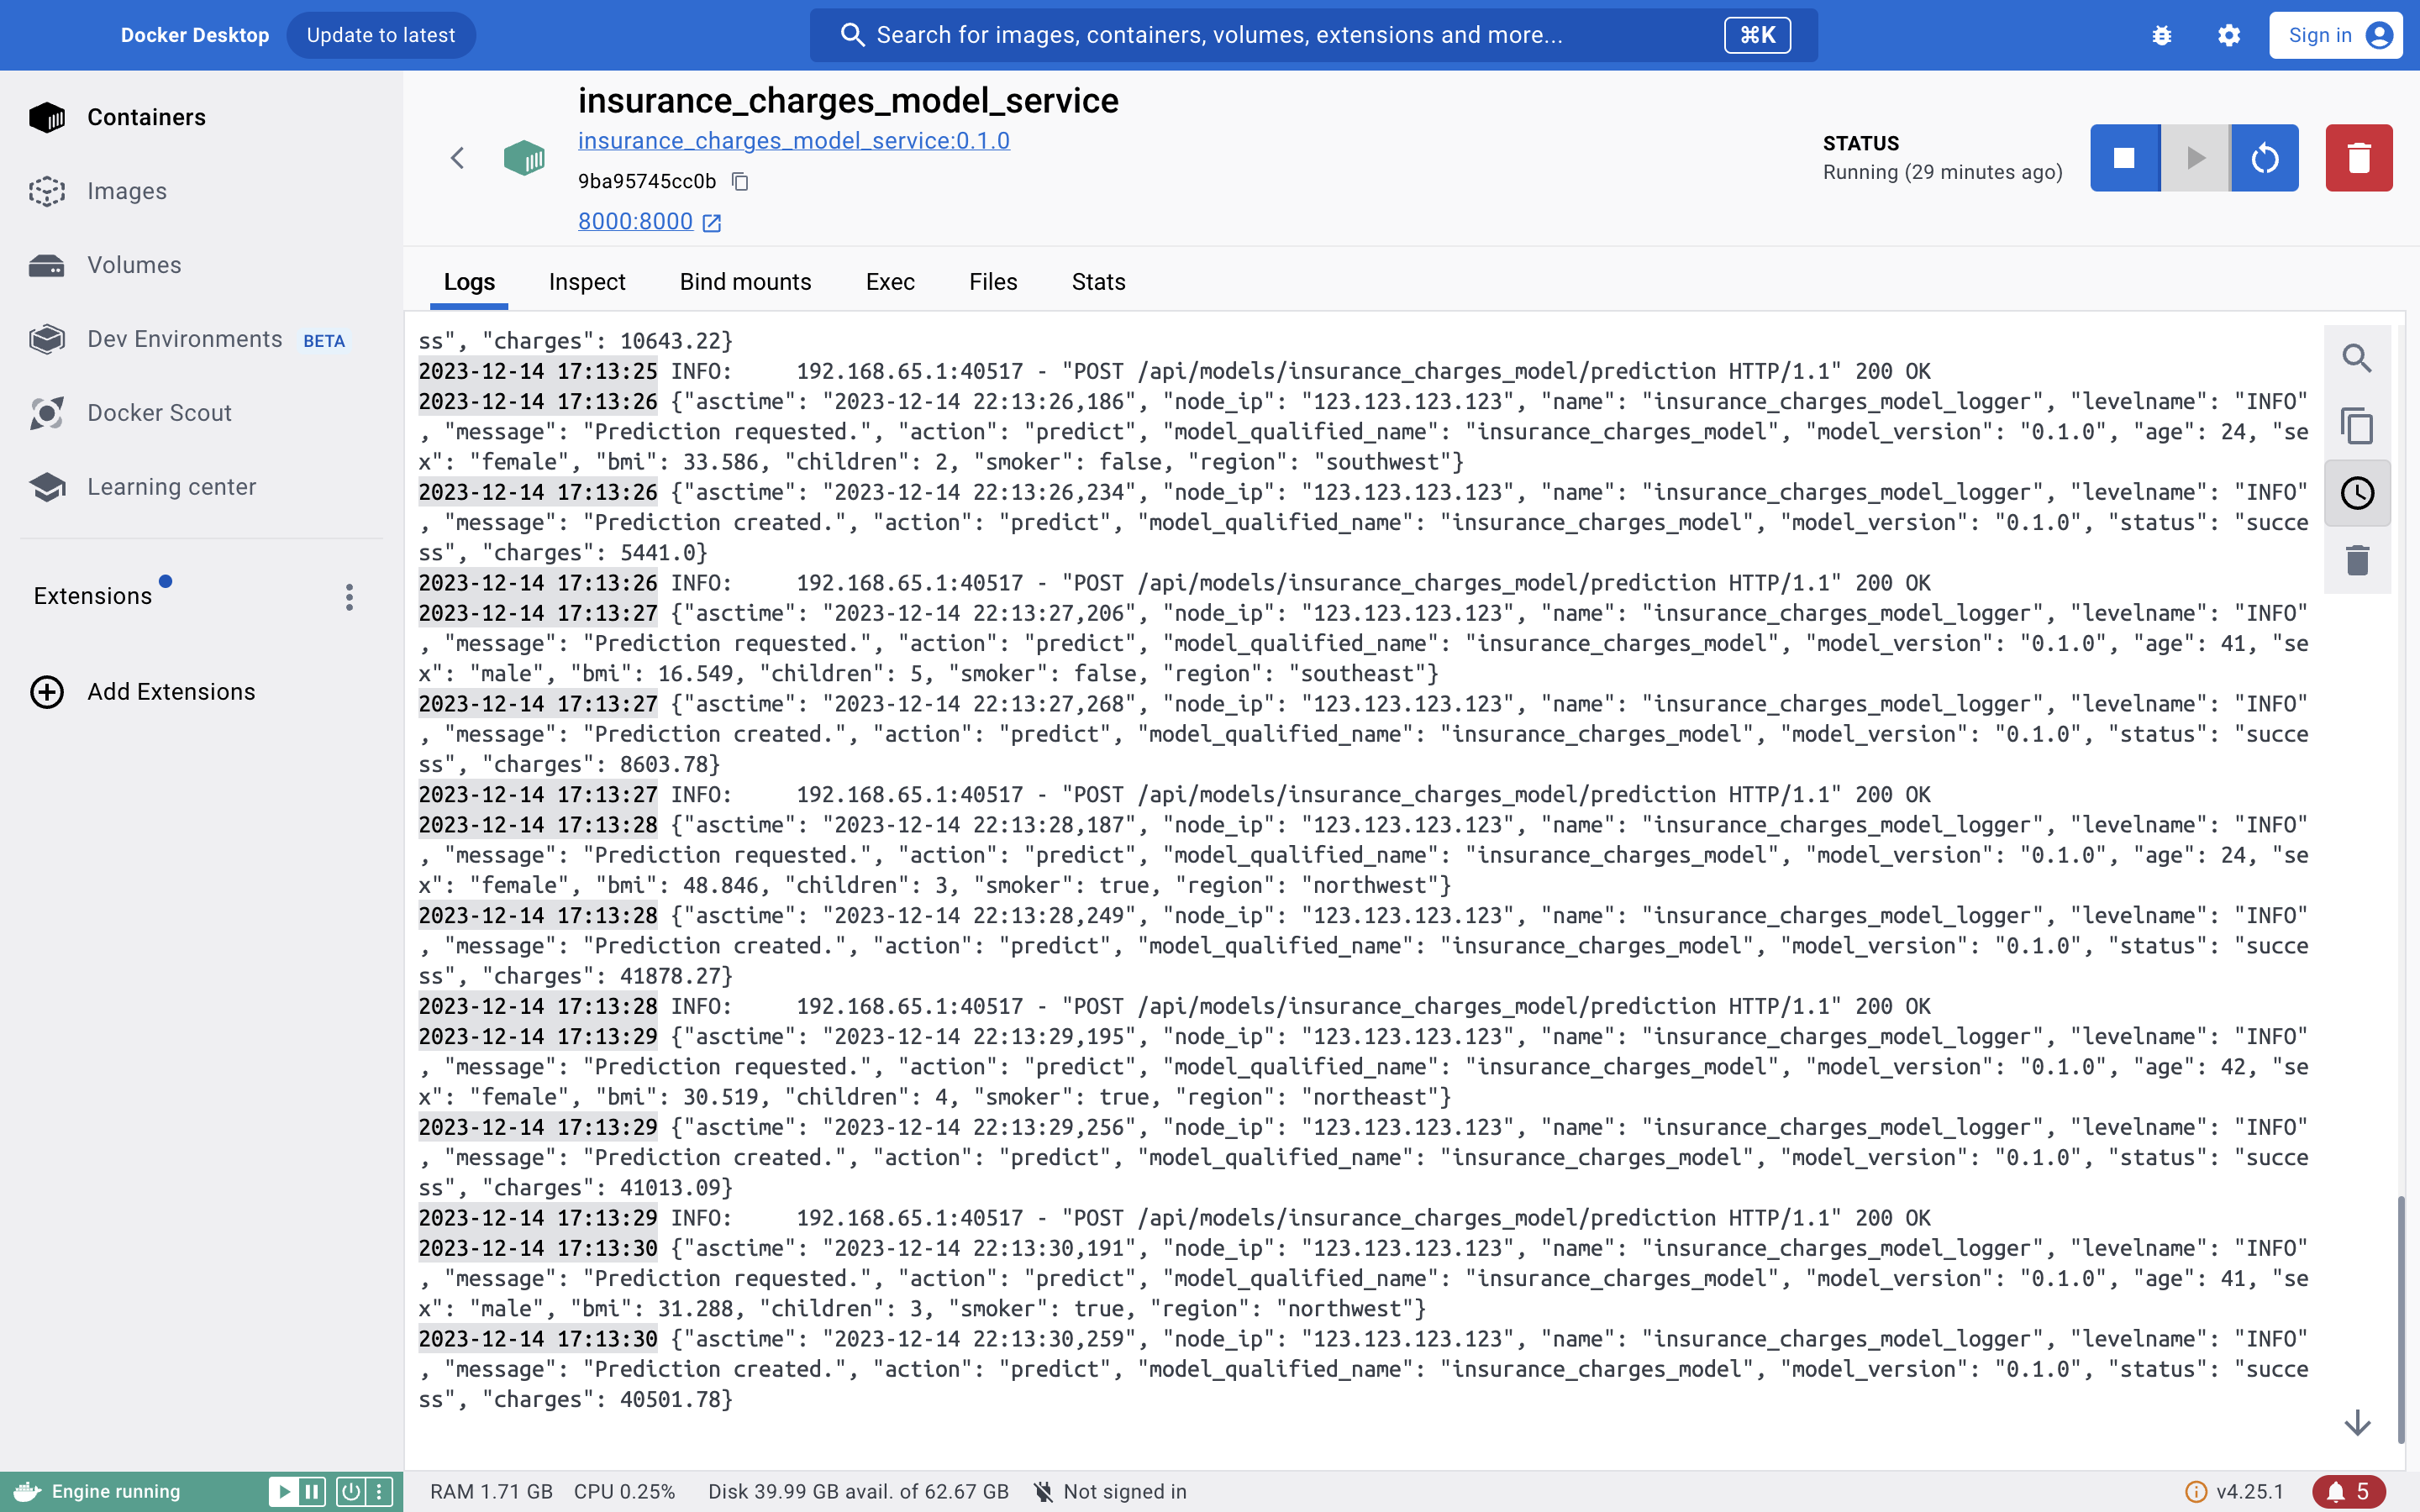 Docker Desktop Update to latest Search for images, containers, volumes, extensions and more... ⌘K Sign in
Containers
Images
Volumes
Dev Environments BETA
Docker Scout
Learning center
Extensions
Add Extensions
insurance_charges_model_service
insurance_charges_model_service:0.1.0
9ba95745cc0b
8000:8000
STATUS
Running (29 minutes ago)
Logs Inspect Bind mounts Exec Files Stats
ss", "charges": 10643.22}
2023-12-14 17:13:25 INFO:     192.168.65.1:40517 - "POST /api/models/insurance_charges_model/prediction HTTP/1.1" 200 OK
2023-12-14 17:13:26 {"asctime": "2023-12-14 22:13:26,186", "node_ip": "123.123.123.123", "name": "insurance_charges_model_logger", "levelname": "INFO"
, "message": "Prediction requested.", "action": "predict", "model_qualified_name": "insurance_charges_model", "model_version": "0.1.0", "age": 24, "se
x": "female", "bmi": 33.586, "children": 2, "smoker": false, "region": "southwest"}
2023-12-14 17:13:26 {"asctime": "2023-12-14 22:13:26,234", "node_ip": "123.123.123.123", "name": "insurance_charges_model_logger", "levelname": "INFO"
, "message": "Prediction created.", "action": "predict", "model_qualified_name": "insurance_charges_model", "model_version": "0.1.0", "status": "succe
ss", "charges": 5441.0}
2023-12-14 17:13:26 INFO:     192.168.65.1:40517 - "POST /api/models/insurance_charges_model/prediction HTTP/1.1" 200 OK
2023-12-14 17:13:27 {"asctime": "2023-12-14 22:13:27,206", "node_ip": "123.123.123.123", "name": "insurance_charges_model_logger", "levelname": "INFO"
, "message": "Prediction requested.", "action": "predict", "model_qualified_name": "insurance_charges_model", "model_version": "0.1.0", "age": 41, "se
x": "male", "bmi": 16.549, "children": 5, "smoker": false, "region": "southeast"}
2023-12-14 17:13:27 {"asctime": "2023-12-14 22:13:27,268", "node_ip": "123.123.123.123", "name": "insurance_charges_model_logger", "levelname": "INFO"
, "message": "Prediction created.", "action": "predict", "model_qualified_name": "insurance_charges_model", "model_version": "0.1.0", "status": "succe
ss", "charges": 8603.78}
2023-12-14 17:13:27 INFO:     192.168.65.1:40517 - "POST /api/models/insurance_charges_model/prediction HTTP/1.1" 200 OK
2023-12-14 17:13:28 {"asctime": "2023-12-14 22:13:28,187", "node_ip": "123.123.123.123", "name": "insurance_charges_model_logger", "levelname": "INFO"
, "message": "Prediction requested.", "action": "predict", "model_qualified_name": "insurance_charges_model", "model_version": "0.1.0", "age": 24, "se
x": "female", "bmi": 48.846, "children": 3, "smoker": true, "region": "northwest"}
2023-12-14 17:13:28 {"asctime": "2023-12-14 22:13:28,249", "node_ip": "123.123.123.123", "name": "insurance_charges_model_logger", "levelname": "INFO"
, "message": "Prediction created.", "action": "predict", "model_qualified_name": "insurance_charges_model", "model_version": "0.1.0", "status": "succe
ss", "charges": 41878.27}
2023-12-14 17:13:28 INFO:     192.168.65.1:40517 - "POST /api/models/insurance_charges_model/prediction HTTP/1.1" 200 OK
2023-12-14 17:13:29 {"asctime": "2023-12-14 22:13:29,195", "node_ip": "123.123.123.123", "name": "insurance_charges_model_logger", "levelname": "INFO"
, "message": "Prediction requested.", "action": "predict", "model_qualified_name": "insurance_charges_model", "model_version": "0.1.0", "age": 42, "se
x": "female", "bmi": 30.519, "children": 4, "smoker": true, "region": "northeast"}
2023-12-14 17:13:29 {"asctime": "2023-12-14 22:13:29,256", "node_ip": "123.123.123.123", "name": "insurance_charges_model_logger", "levelname": "INFO"
, "message": "Prediction created.", "action": "predict", "model_qualified_name": "insurance_charges_model", "model_version": "0.1.0", "status": "succe
ss", "charges": 41013.09}
2023-12-14 17:13:29 INFO:     192.168.65.1:40517 - "POST /api/models/insurance_charges_model/prediction HTTP/1.1" 200 OK
2023-12-14 17:13:30 {"asctime": "2023-12-14 22:13:30,191", "node_ip": "123.123.123.123", "name": "insurance_charges_model_logger", "levelname": "INFO"
, "message": "Prediction requested.", "action": "predict", "model_qualified_name": "insurance_charges_model", "model_version": "0.1.0", "age": 41, "se
x": "male", "bmi": 31.288, "children": 3, "smoker": true, "region": "northwest"}
2023-12-14 17:13:30 {"asctime": "2023-12-14 22:13:30,259", "node_ip": "123.123.123.123", "name": "insurance_charges_model_logger", "levelname": "INFO"
, "message": "Prediction created.", "action": "predict", "model_qualified_name": "insurance_charges_model", "model_version": "0.1.0", "status": "succe
ss", "charges": 40501.78}
Engine running RAM 1.71 GB CPU 0.25% Disk 39.99 GB avail. of 62.67 GB Not signed in v4.25.1 5